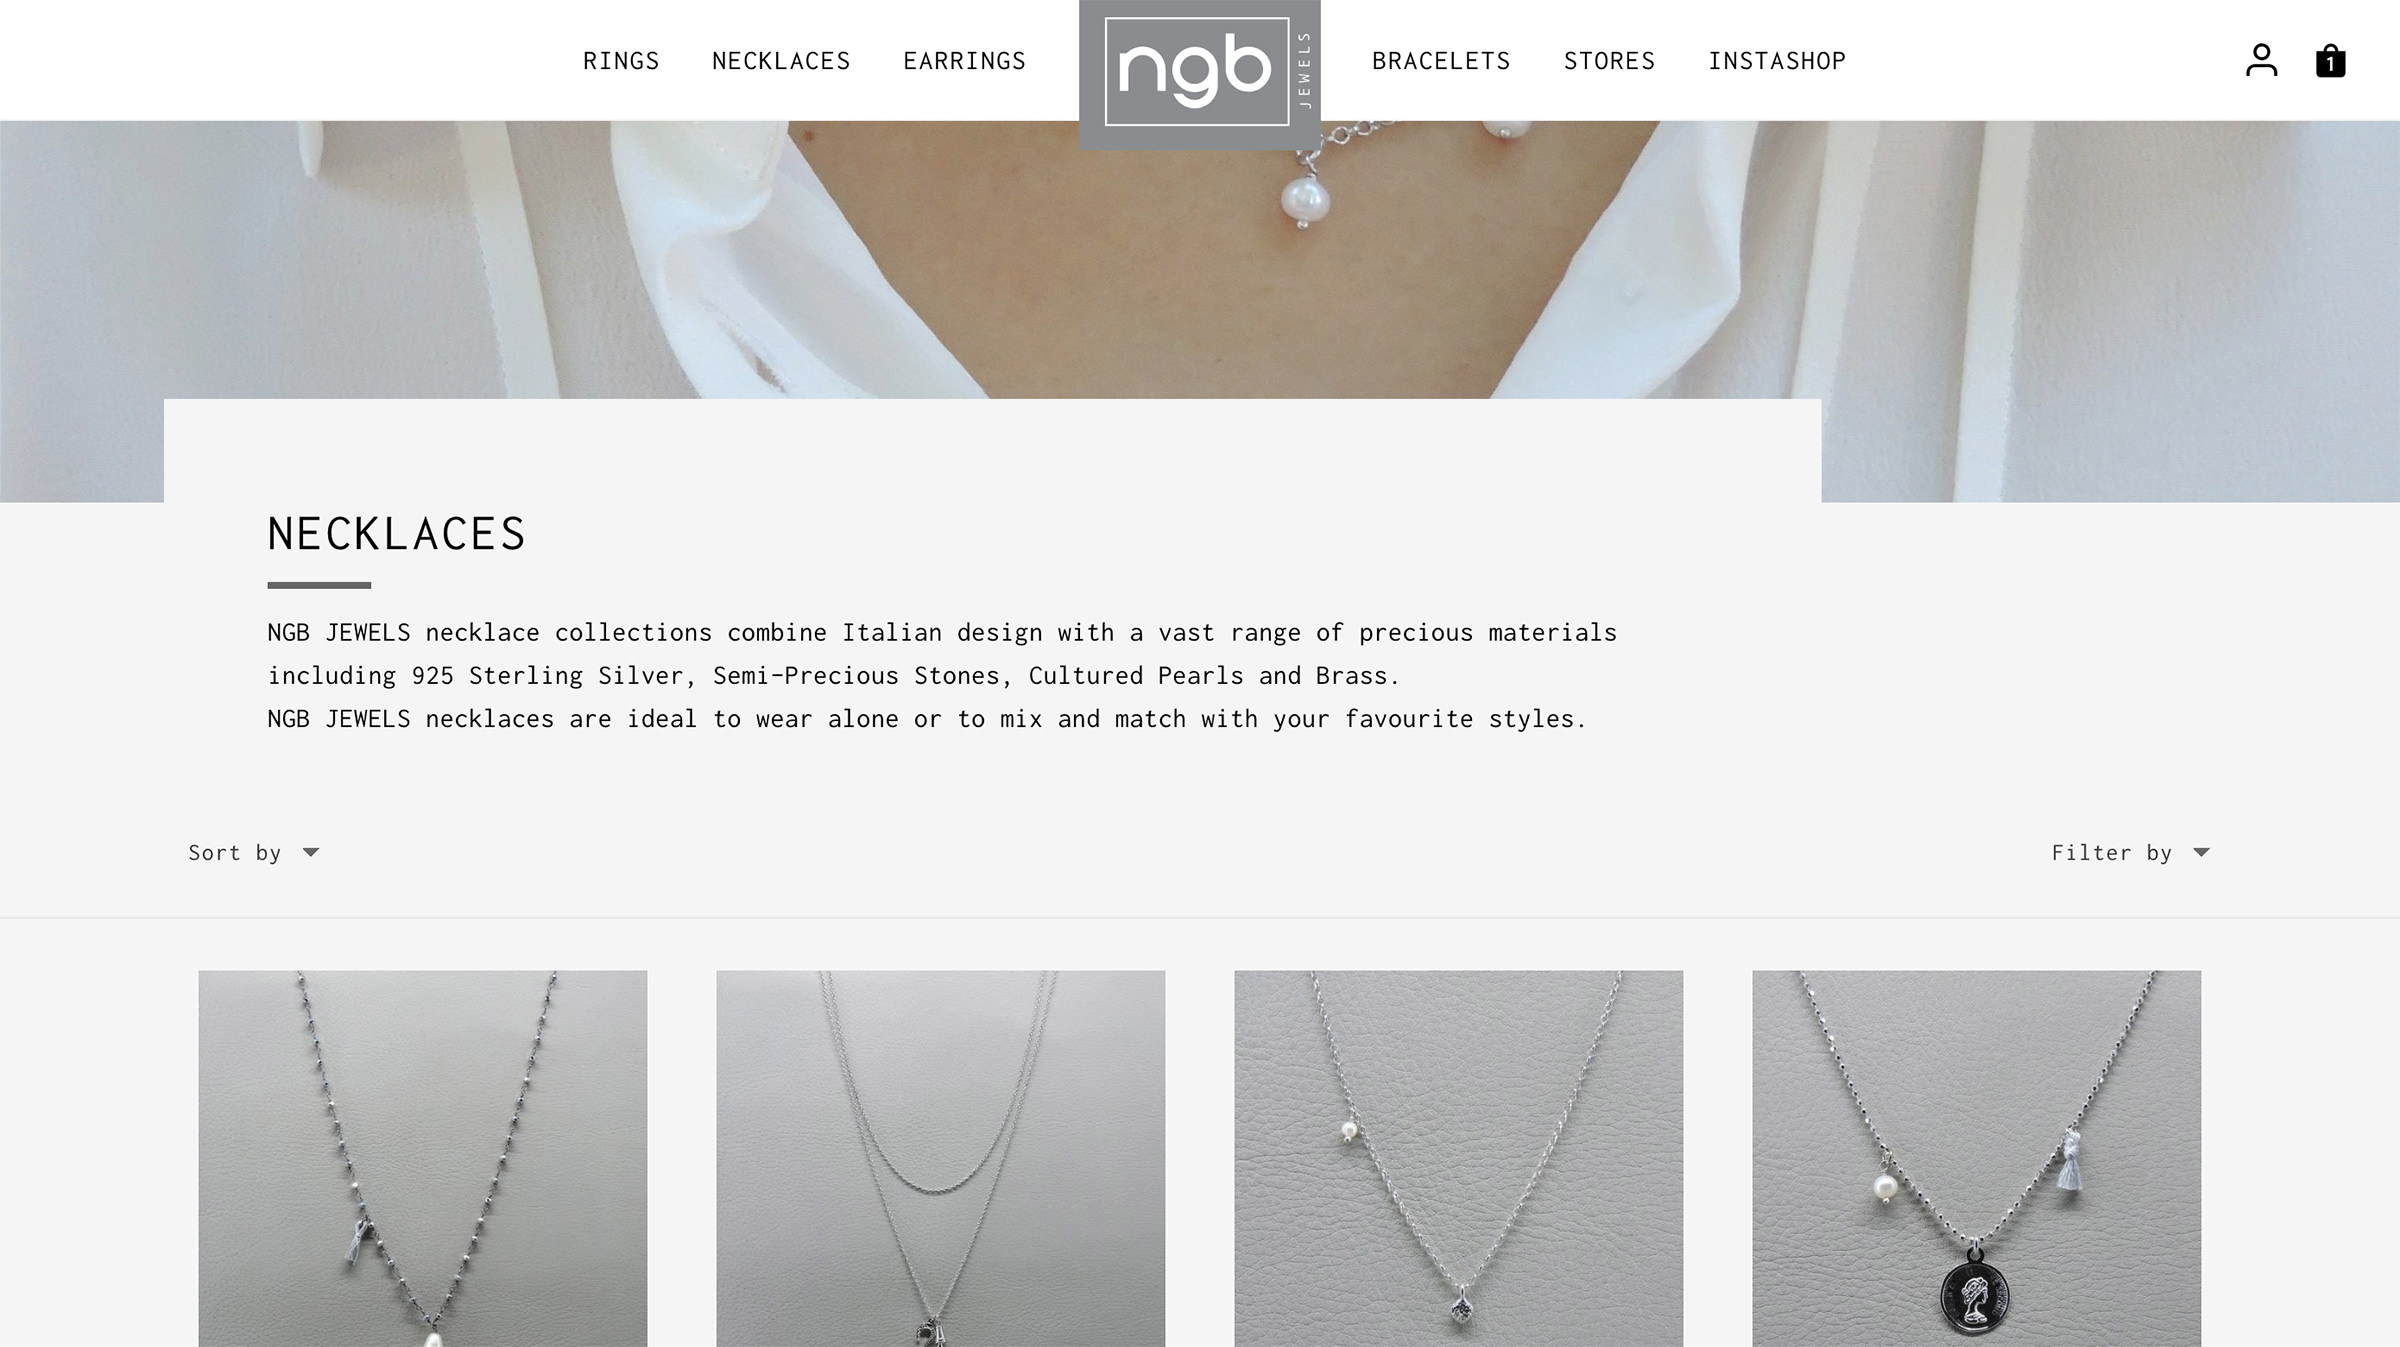 RINGS
NECKLACES
EARRINGS
ngb
JEWELS
BRACELETS
STORES
INSTASHOP
1
NECKLACES
NGB JEWELS necklace collections combine Italian design with a vast range of precious materials
including 925 Sterling Silver, Semi-Precious Stones, Cultured Pearls and Brass.
NGB JEWELS necklaces are ideal to wear alone or to mix and match with your favourite styles.
Sort by
Filter by